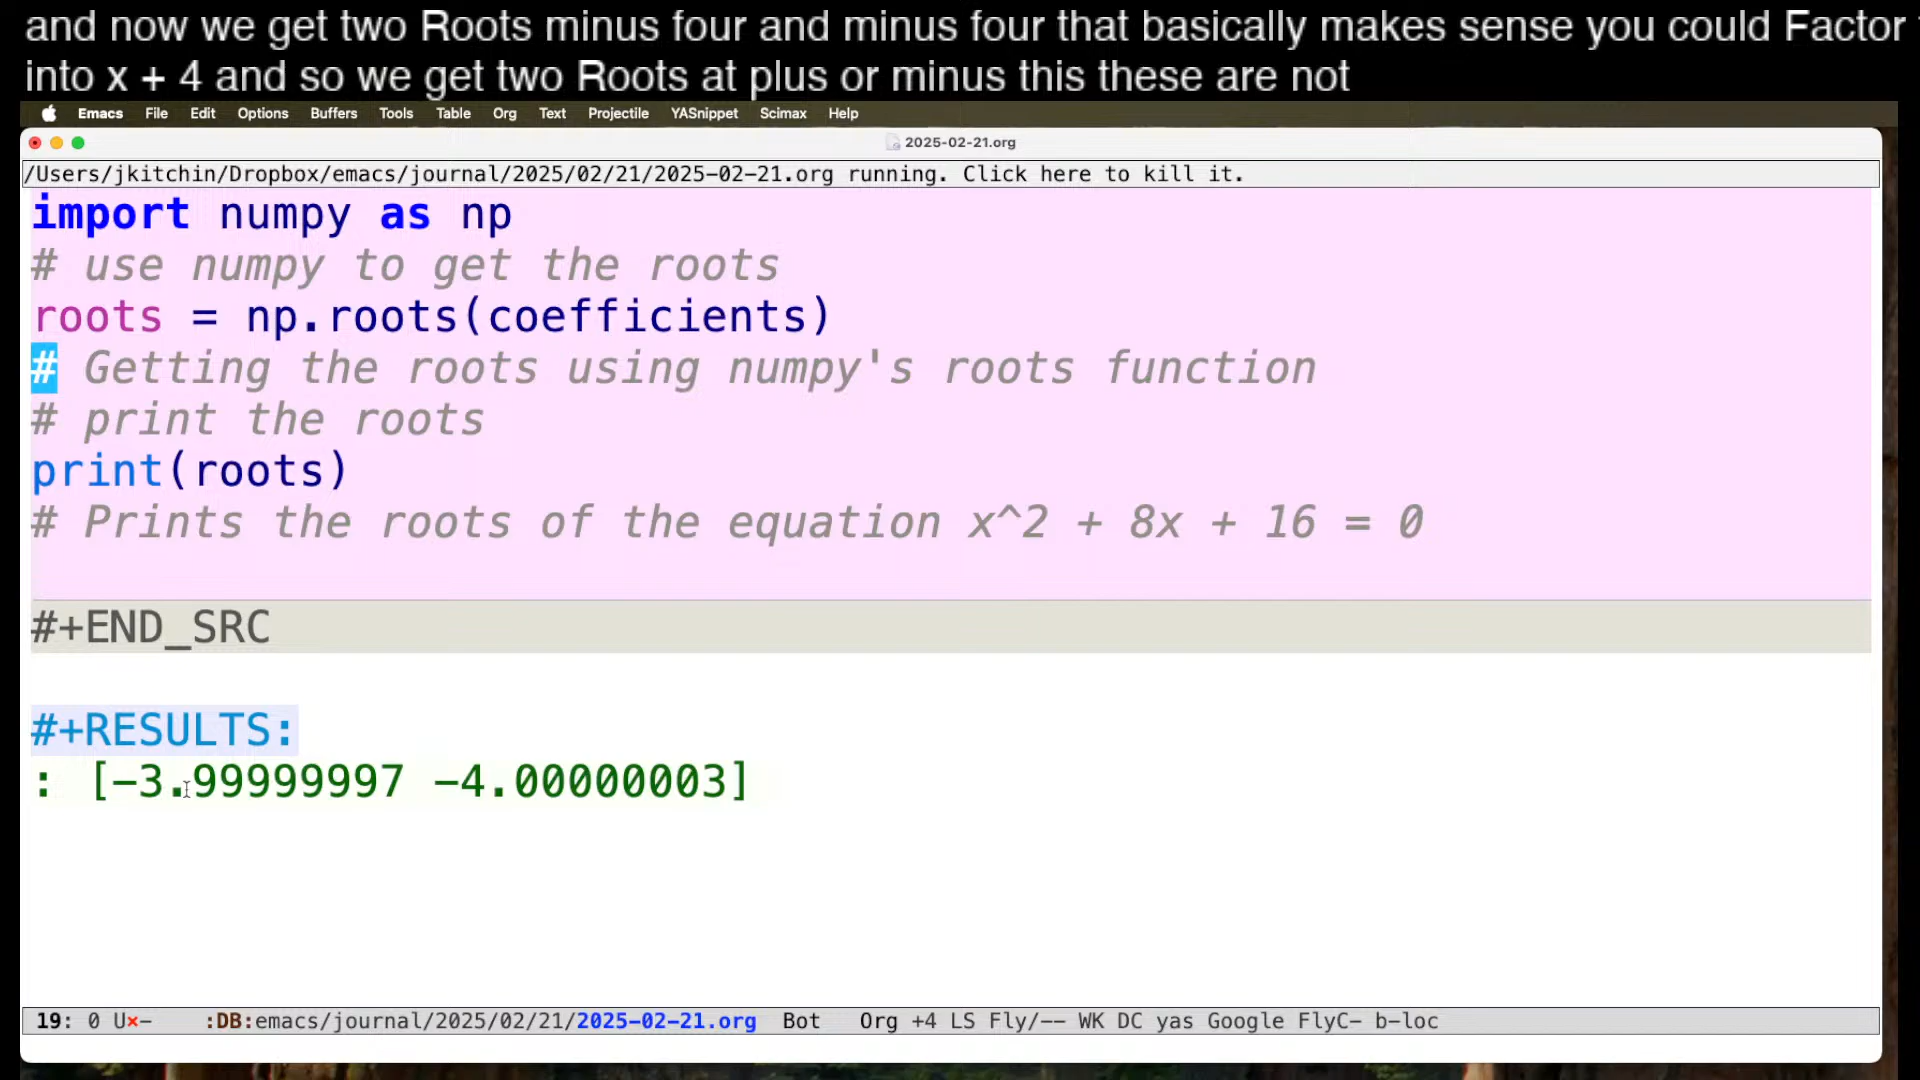 and now we get two Roots minus four and minus four that basically makes sense you could Factor
into x + 4 and so we get two Roots at plus or minus this these are not
Emacs File Edit Options Buffers Tools Table Org Text Projectile YASnippet Scimax Help
2025-02-21.org
/Users/jkitchin/Dropbox/emacs/journal/2025/02/21/2025-02-21.org running. Click here to kill it.
import numpy as np
# use numpy to get the roots
roots = np.roots(coefficients)
# Getting the roots using numpy's roots function
# print the roots
print(roots)
# Prints the roots of the equation x^2 + 8x + 16 = 0
#+END_SRC
#+RESULTS:
: [-3.99999997 -4.00000003]
19: 0 U×- :DB:emacs/journal/2025/02/21/2025-02-21.org Bot Org +4 LS Fly/-- WK DC yas Google FlyC- b-loc